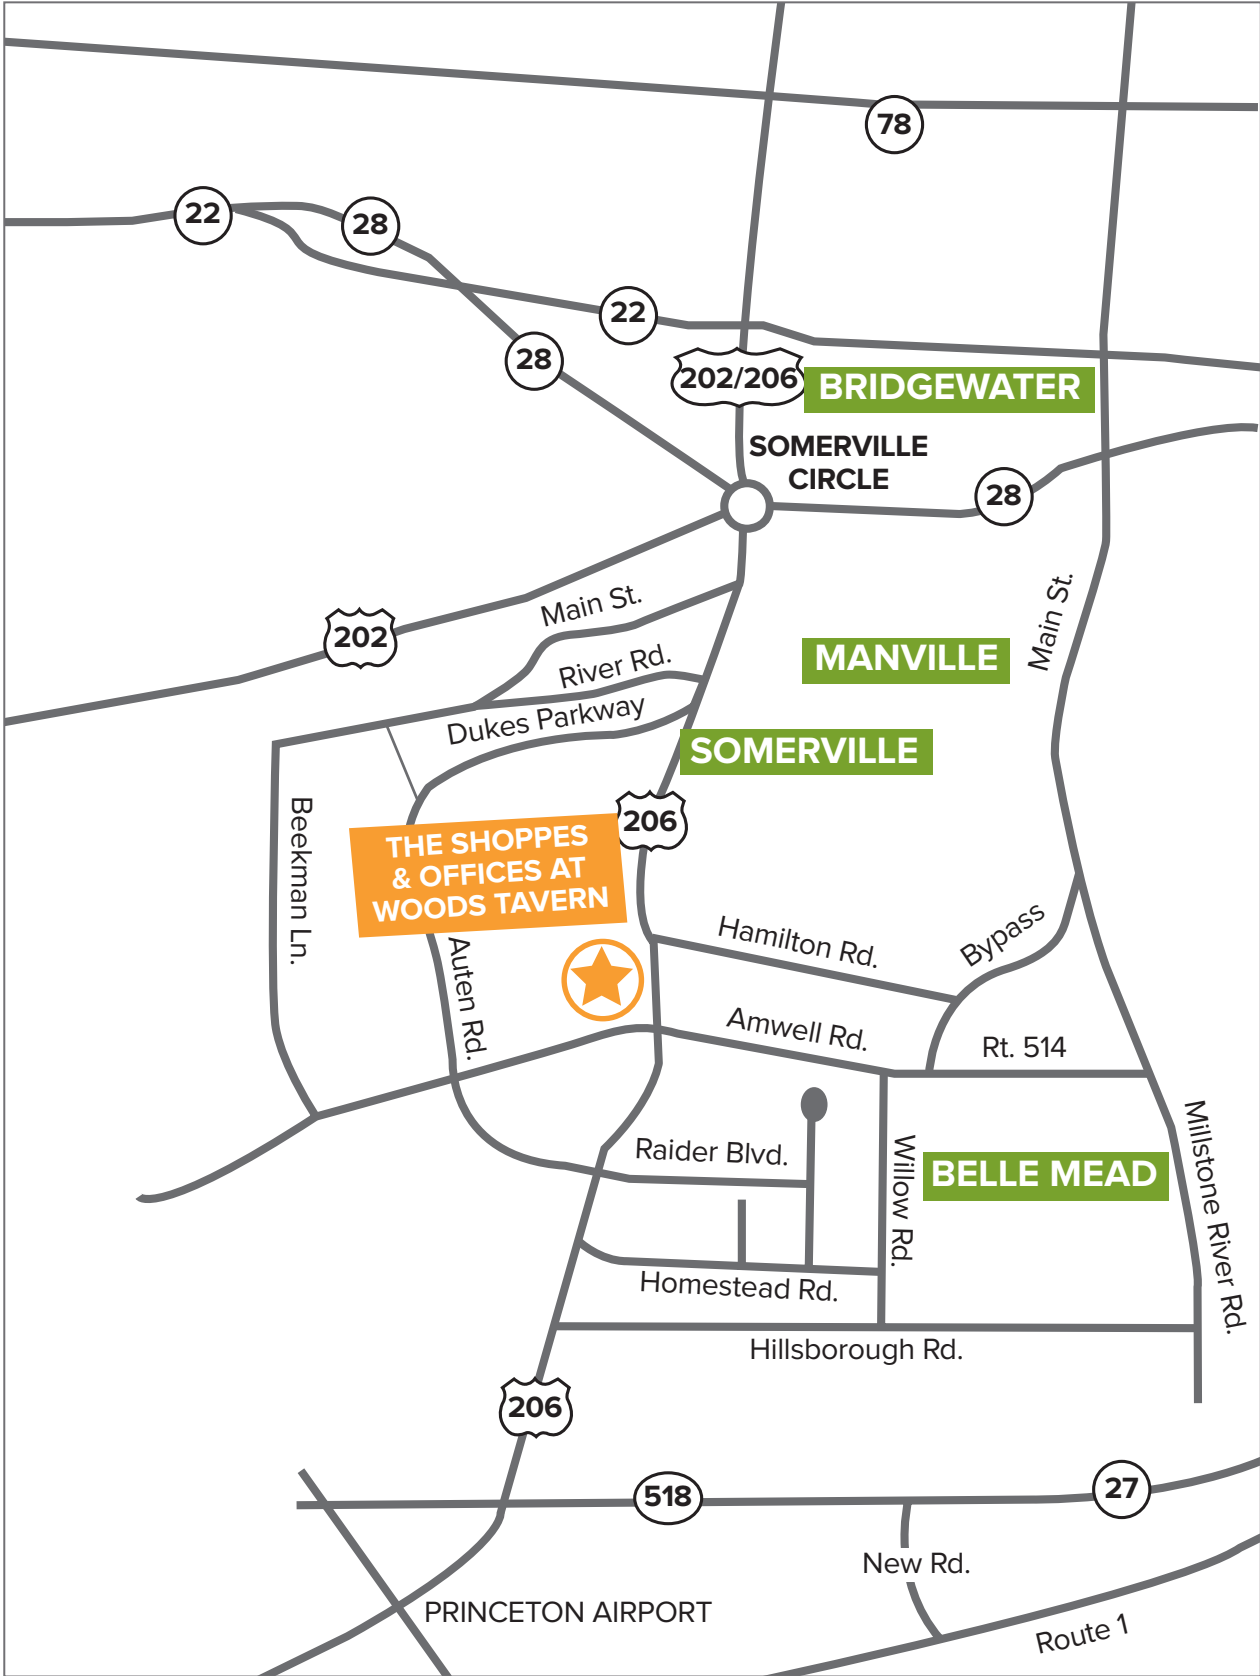 78
22
28
22
28
202/206
BRIDGEWATER
SOMERVILLE
CIRCLE
28
Main St.
202
Main St.
MANVILLE
River Rd.
Dukes Parkway
SOMERVILLE
Beekman Ln.
206
THE SHOPPES
& OFFICES AT
WOODS TAVERN
Auten Rd.
Hamilton Rd.
Bypass
Amwell Rd.
Rt. 514
Raider Blvd.
Willow Rd.
BELLE MEAD
Millstone River Rd.
Homestead Rd.
Hillsborough Rd.
206
518
27
New Rd.
PRINCETON AIRPORT
Route 1